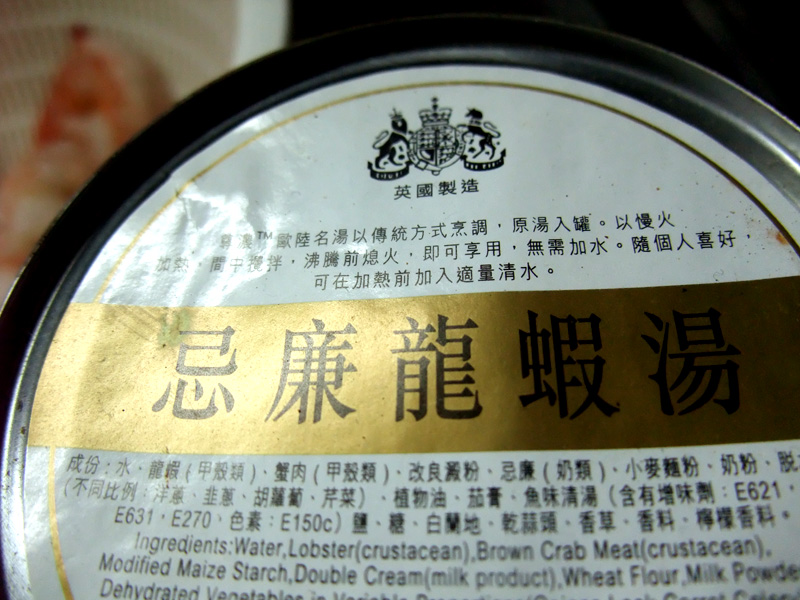 英國製造
尊濃™歐陸名湯以傳統方式烹調，原湯入罐。以慢火
加熱，間中攪拌，沸騰前熄火，即可享用，無需加水。隨個人喜好，
可在加熱前加入適量清水。
忌廉龍蝦湯
成份：水、龍蝦（甲殼類）、蟹肉（甲殼類）、改良澱粉、忌廉（奶類）、小麥麵粉、奶粉、脫
（不同比例：洋蔥、韭蔥、胡蘿蔔、芹菜）、植物油、茄膏、魚味清湯（含有增味劑：E621
E631，E270，色素：E150c）鹽、糖、白蘭地、乾蒜頭、香草、香料、檸檬香料。
Ingredients:Water,Lobster(crustacean),Brown Crab Meat(crustacean),
Modified Maize Starch,Double Cream(milk product),Wheat Flour,Milk Powde
Dehydrated Vegetables in Variable